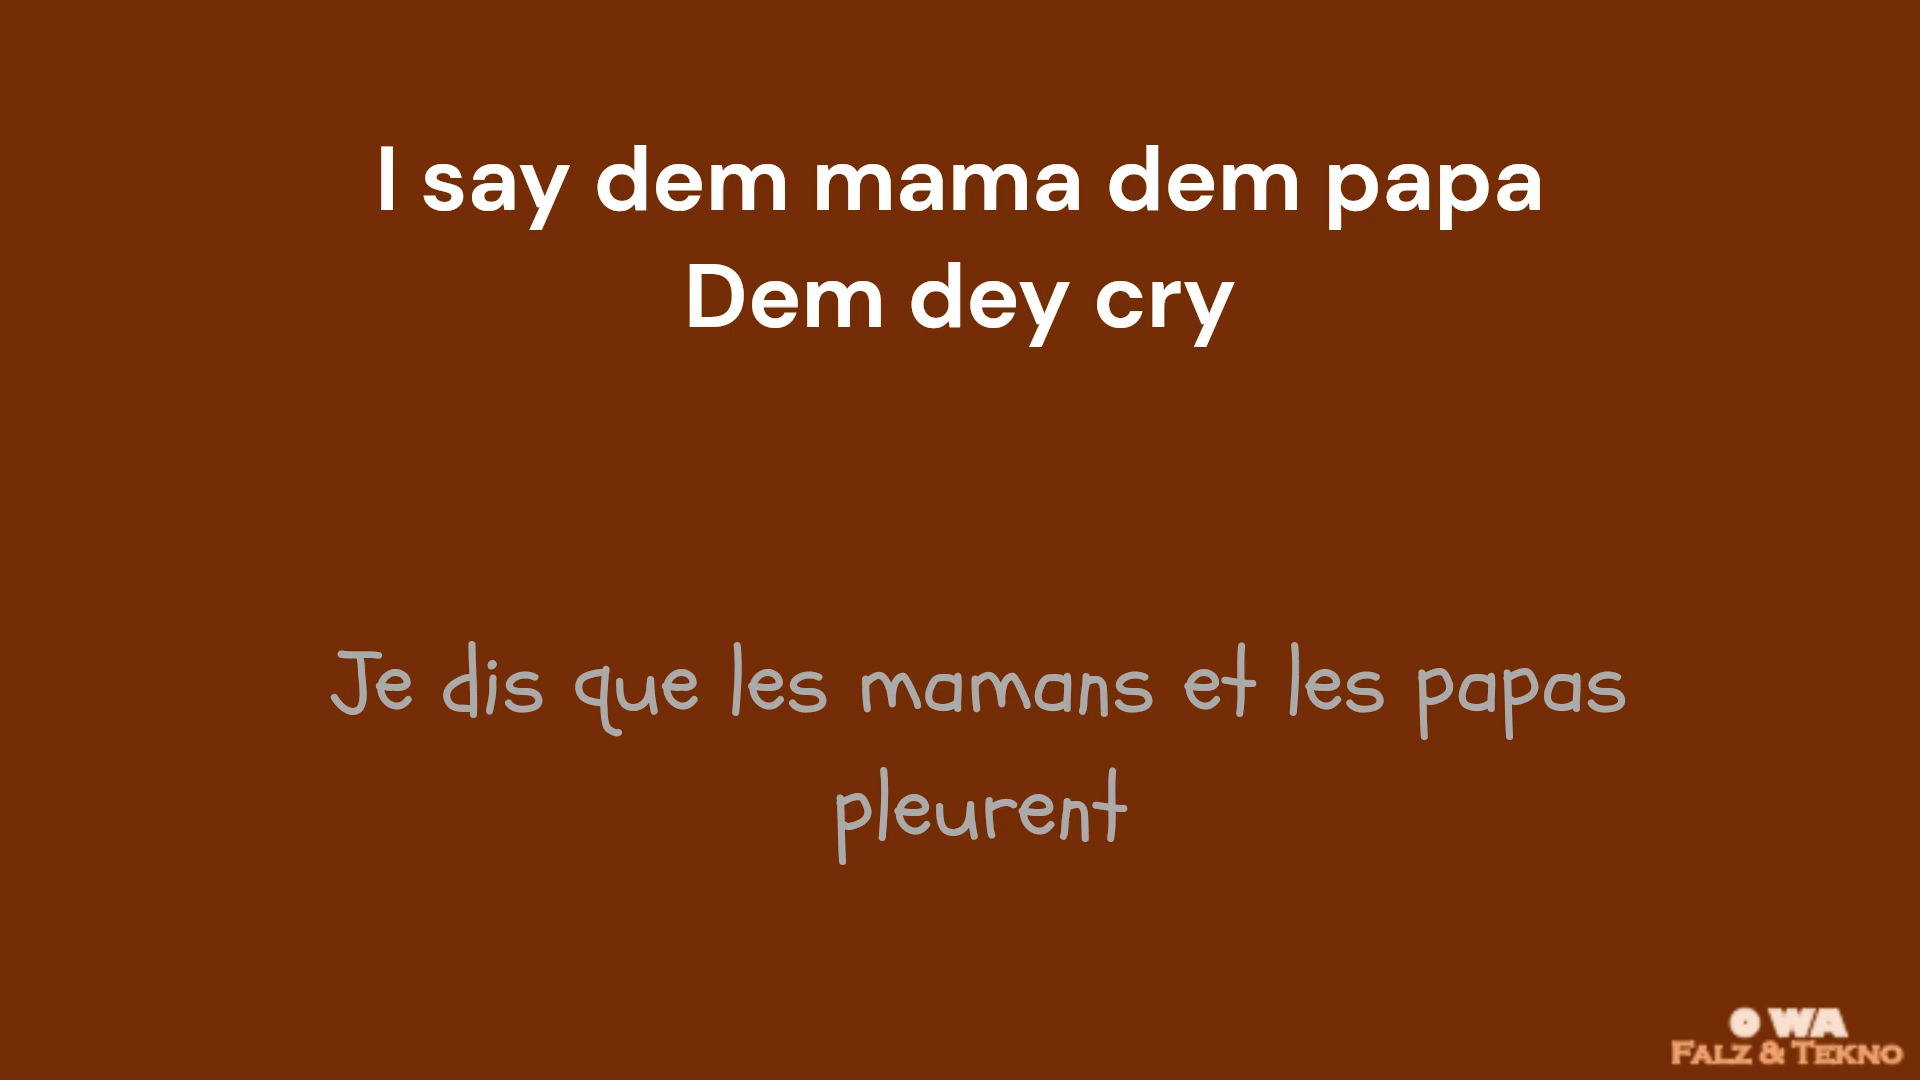 I say dem mama dem papa
Dem dey cry
Je dis que les mamans et les papas
pleurent
O WA
FALZ & TEKNO